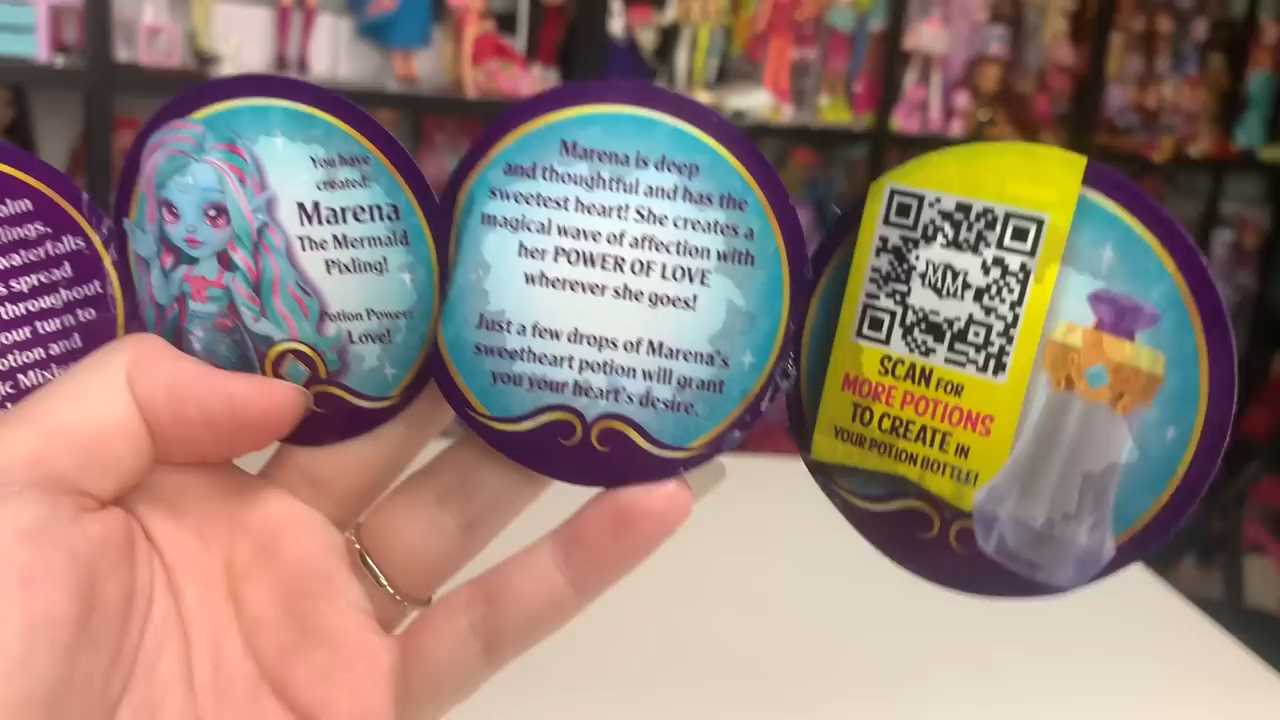 alm
lings,
waterfalls,
s spread
throughout
your turn to
otion and
ic Mix
You have
created:
Marena
The Mermaid
Pixling!
Potion Power:
Love!
Marena is deep
and thoughtful and has the
sweetest heart! She creates a
magical wave of affection with
her POWER OF LOVE
wherever she goes!
Just a few drops of Marena's
sweetheart potion will grant
you your heart's desire.
MM
SCAN FOR
MORE POTIONS
TO CREATE IN
YOUR POTION BOTTLE!